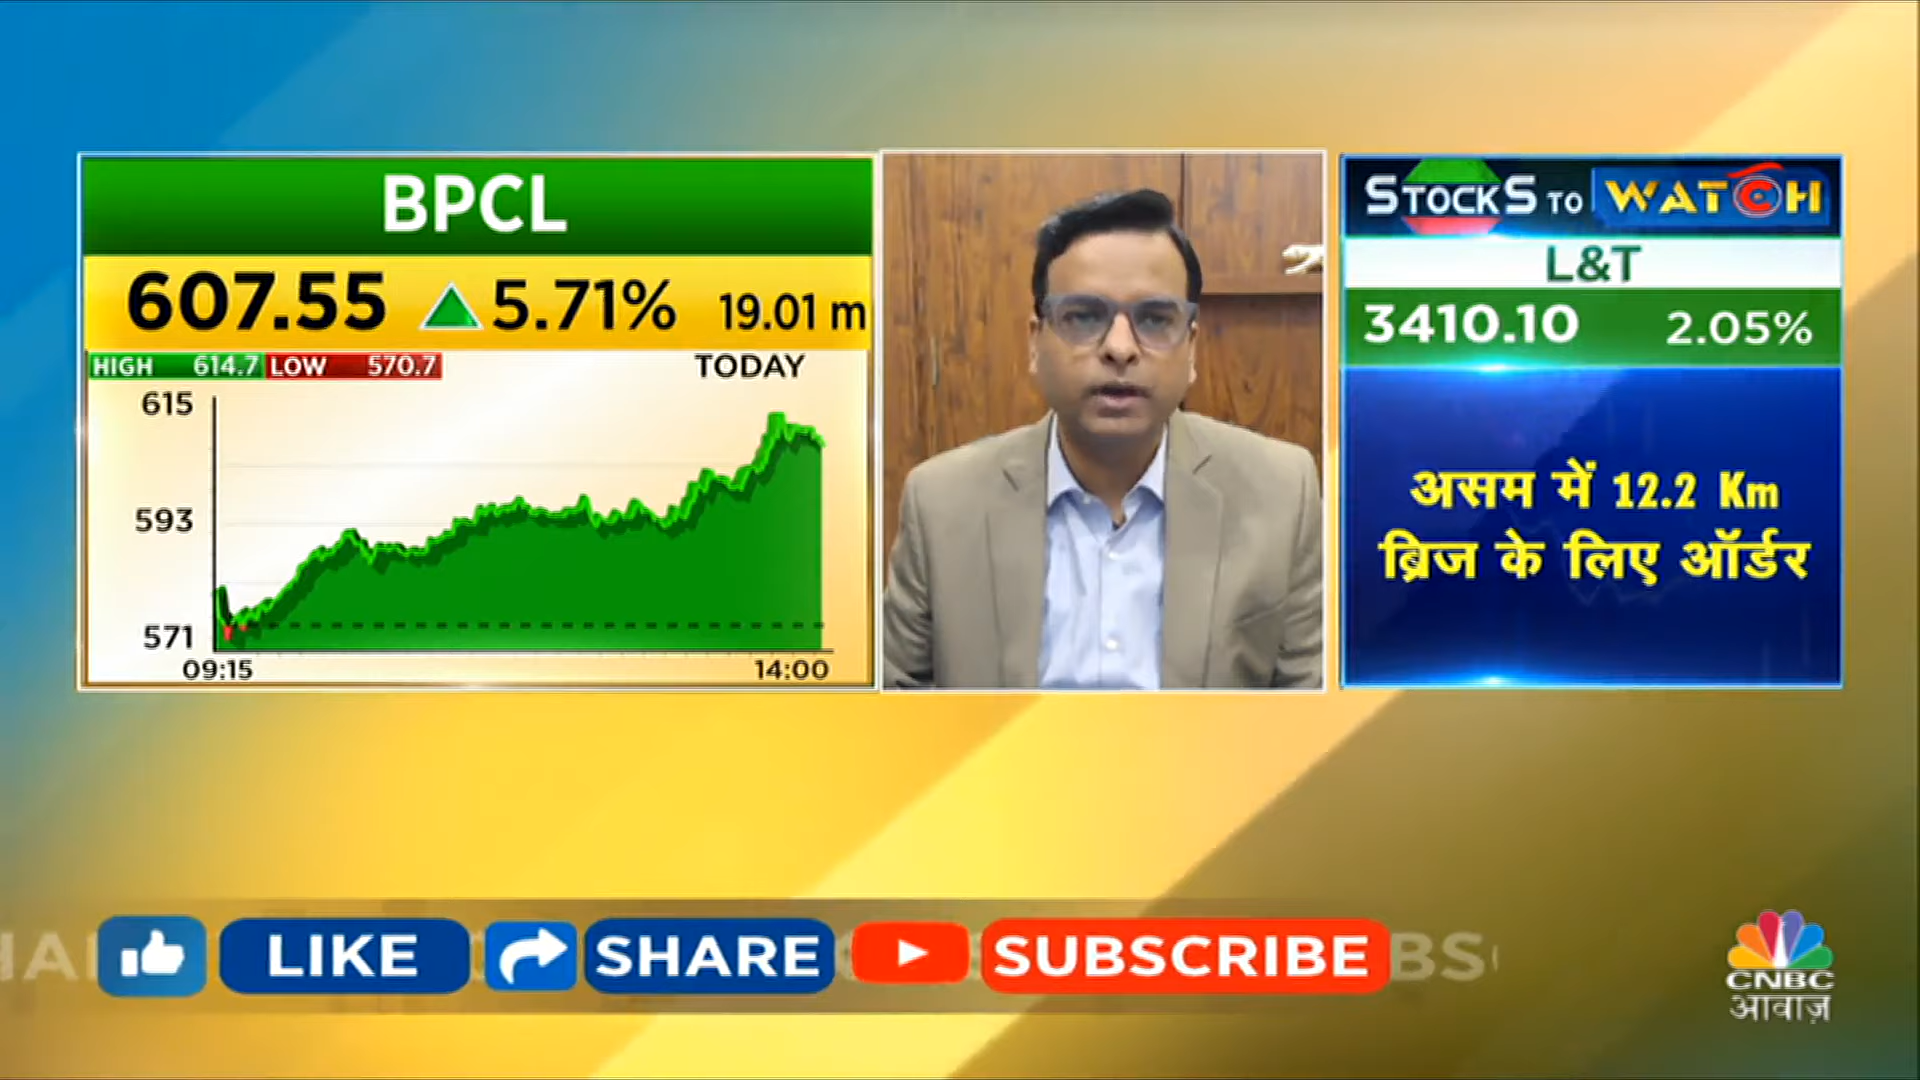 BPCL
607.55 5.71% 19.01 m
HIGH 614.7 LOW 570.7 TODAY
615
593
571
09:15 14:00
STOCKS TO WATCH
L&T
3410.10 2.05%
असम में 12.2 Km
ब्रिज के लिए ऑर्डर
LIKE SHARE SUBSCRIBE
CNBC
आवाज़